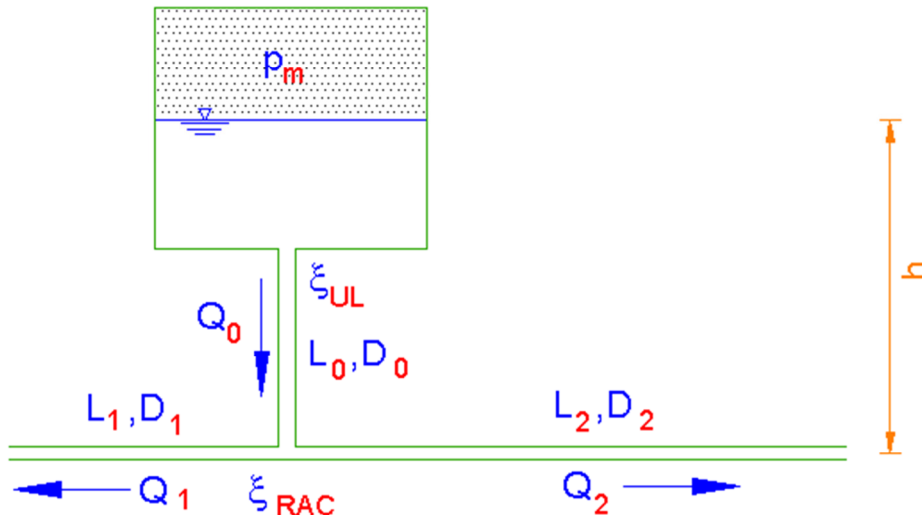 pm
ξUL
Q0
L0,D0
h
L1,D1
L2,D2
Q1
ξRAC
Q2